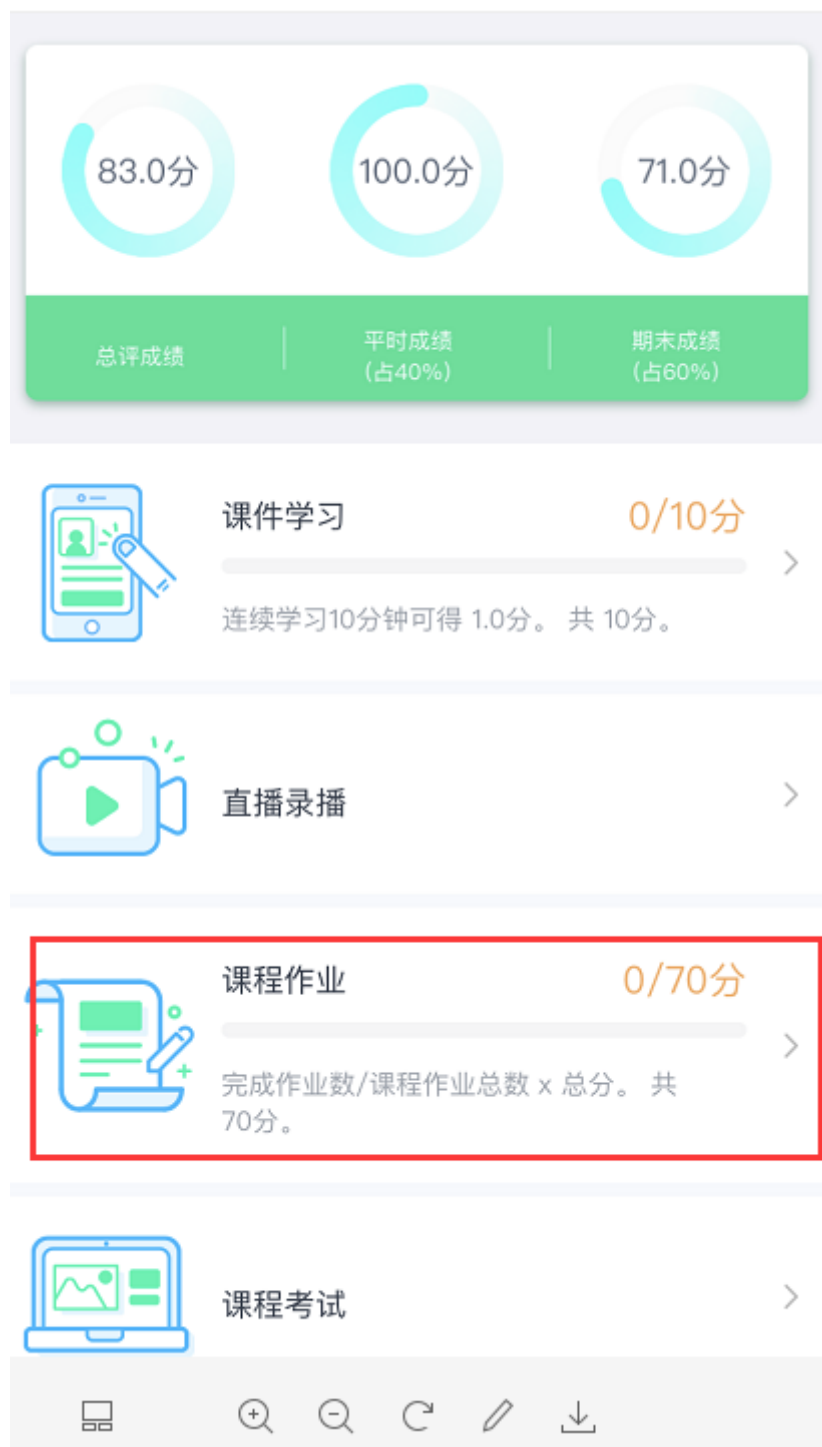 83.0分
100.0分
71.0分
总评成绩
平时成绩
(占40%)
期末成绩
(占60%)
课件学习
0/10分
连续学习10分钟可得 1.0分。 共 10分。
直播录播
课程作业
0/70分
完成作业数/课程作业总数 x 总分。 共
70分。
课程考试